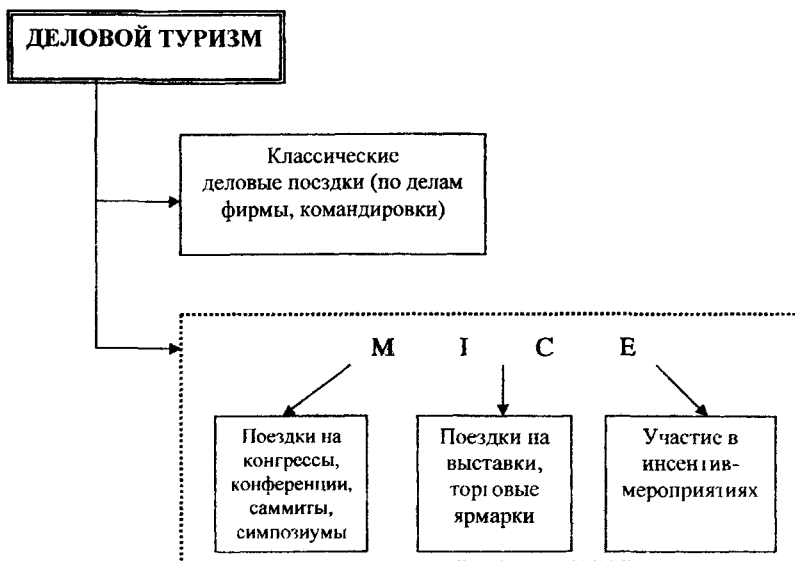 ДЕЛОВОЙ ТУРИЗМ
Классические
деловые поездки (по делам
фирмы, командировки)
M I C E
Поездки на
конгрессы,
конференции,
саммиты,
симпозиумы
Поездки на
выставки,
торговые
ярмарки
Участие в
инсентив-
мероприятиях